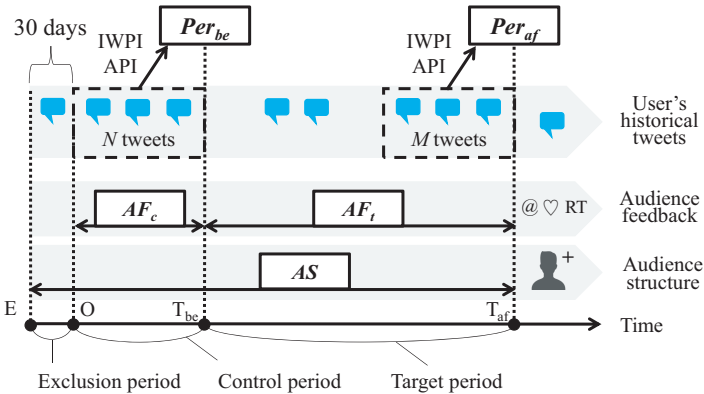 30 days
IWPI
API
Per_be
IWPI
API
Per_af
N tweets
M tweets
User's
historical
tweets
AF_c
AF_t
@ ♡ RT
Audience
feedback
AS
+
Audience
structure
E
O
T_be
T_af
Time
Exclusion period
Control period
Target period